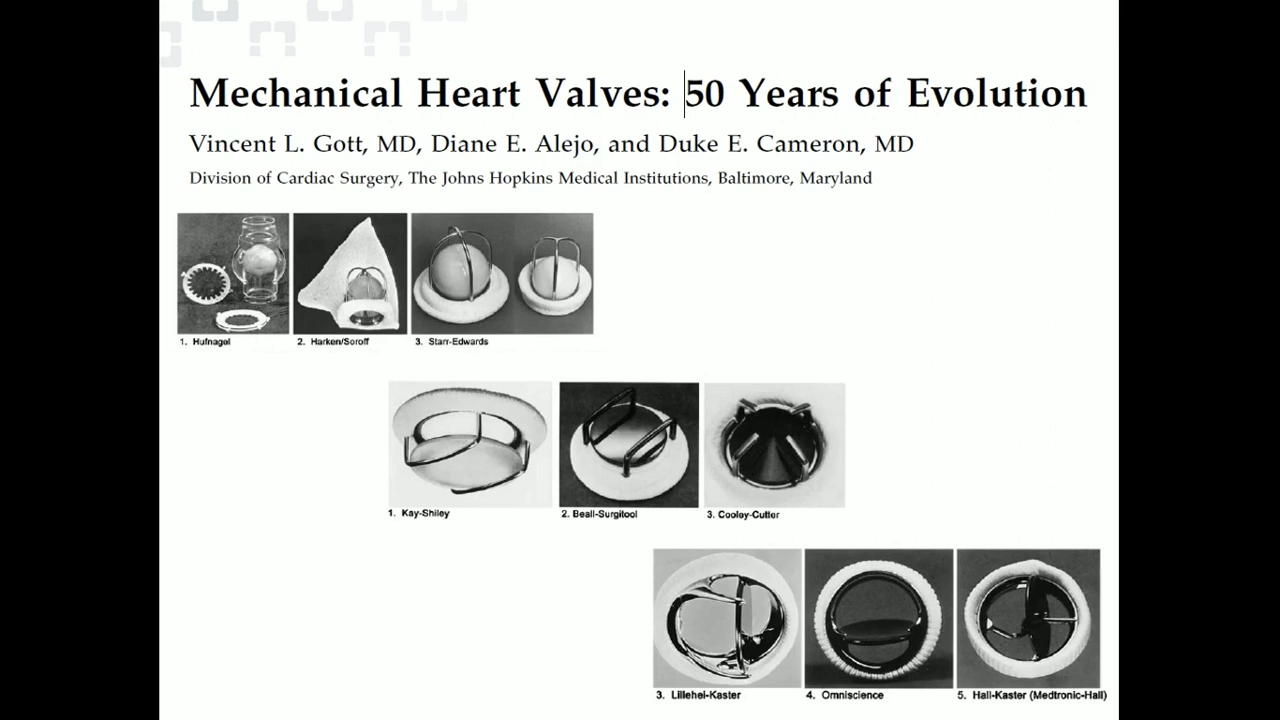 Mechanical Heart Valves: 50 Years of Evolution
Vincent L. Gott, MD, Diane E. Alejo, and Duke E. Cameron, MD
Division of Cardiac Surgery, The Johns Hopkins Medical Institutions, Baltimore, Maryland
1. Hufnagel
2. Harken/Soroff
3. Starr-Edwards
1. Kay-Shiley
2. Beall-Surgitool
3. Cooley-Cutter
3. Lillehei-Kaster
4. Omniscience
5. Hall-Kaster (Medtronic-Hall)